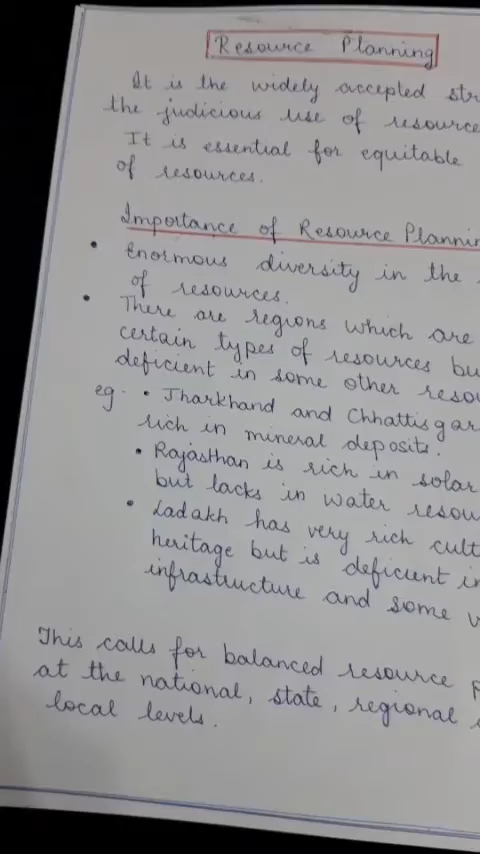 Resource Planning
It is the widely accepted
the judicious use of
It is essential for equitable
of resources.
Importance of Resource
• Enormous diversity in the
of resources.
• There are regions which are
certain types of resources
deficient in some other
eg. • Jharkhand and
rich in mineral deposits.
• Rajasthan is rich in solar
but lacks in water
• Ladakh has very rich
heritage but is deficient
infrastructure and some
This calls for balanced resource
at the national, state, regional
local levels.